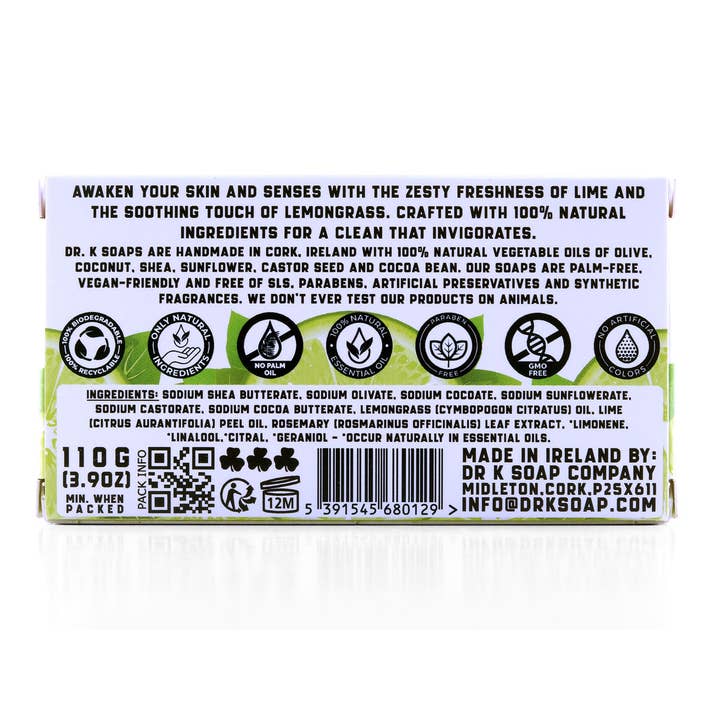 AWAKEN YOUR SKIN AND SENSES WITH THE ZESTY FRESHNESS OF LIME AND
THE SOOTHING TOUCH OF LEMONGRASS. CRAFTED WITH 100% NATURAL
INGREDIENTS FOR A CLEAN THAT INVIGORATES.
DR. K SOAPS ARE HANDMADE IN CORK, IRELAND WITH 100% NATURAL VEGETABLE OILS OF OLIVE,
COCONUT, SHEA, SUNFLOWER, CASTOR SEED AND COCOA BEAN. OUR SOAPS ARE PALM-FREE,
VEGAN-FRIENDLY AND FREE OF SLS, PARABENS, ARTIFICIAL PRESERVATIVES AND SYNTHETIC
FRAGRANCES. WE DON'T EVER TEST OUR PRODUCTS ON ANIMALS.
100% BIODEGRADABLE
100% RECYCLABLE
ONLY NATURAL
INGREDIENTS
NO PALM
OIL
100% NATURAL
ESSENTIAL OIL
PARABEN
FREE
GMO
FREE
NO ARTIFICIAL
COLORS
INGREDIENTS: SODIUM SHEA BUTTERATE, SODIUM OLIVATE, SODIUM COCOATE, SODIUM SUNFLOWERATE,
SODIUM CASTORATE, SODIUM COCOA BUTTERATE, LEMONGRASS (CYMBOPOGON CITRATUS) OIL, LIME
(CITRUS AURANTIFOLIA) PEEL OIL, ROSEMARY (ROSMARINUS OFFICINALIS) LEAF EXTRACT, *LIMONENE,
*LINALOOL,*CITRAL, *GERANIOL - *OCCUR NATURALLY IN ESSENTIAL OILS.
110 G
(3.9OZ)
MIN. WHEN
PACKED
PACK INFO
12M
5 391545 680129 >
MADE IN IRELAND BY:
DR K SOAP COMPANY
MIDLETON,CORK,P25X611
INFO@DRKSOAP.COM